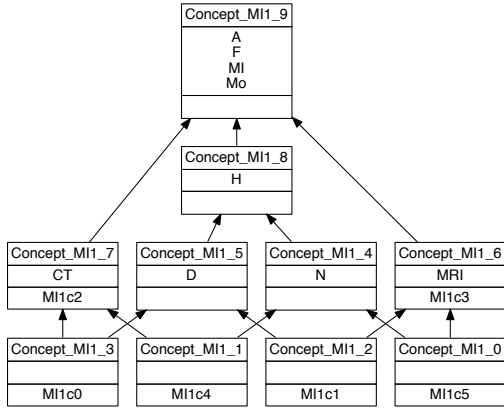 Concept_MI1_9
A
F
MI
Mo
Concept_MI1_8
H
Concept_MI1_7
CT
MI1c2
Concept_MI1_5
D
Concept_MI1_4
N
Concept_MI1_6
MRI
MI1c3
Concept_MI1_3
MI1c0
Concept_MI1_1
MI1c4
Concept_MI1_2
MI1c1
Concept_MI1_0
MI1c5